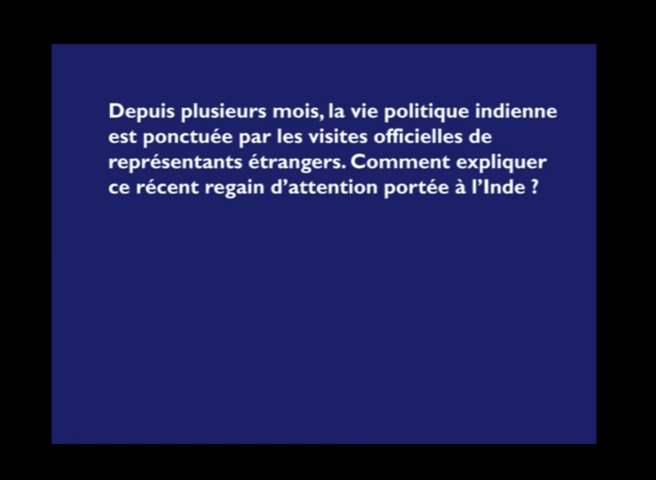 Depuis plusieurs mois, la vie politique indienne
est ponctuée par les visites officielles de
représentants étrangers. Comment expliquer
ce récent regain d’attention portée à l’Inde ?